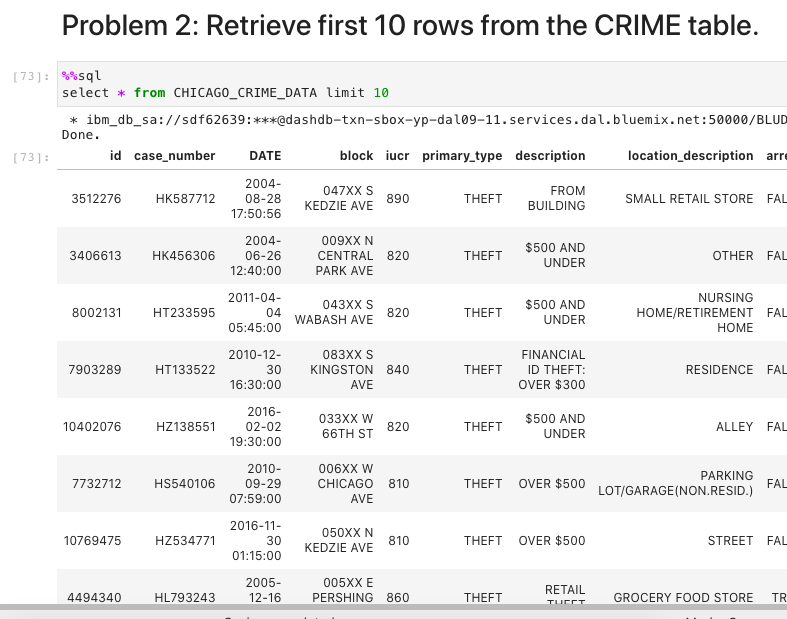 Problem 2: Retrieve first 10 rows from the CRIME table.
[73]: %%sql
select * from CHICAGO_CRIME_DATA limit 10
* ibm_db_sa://sdf62639:***@dashdb-txn-sbox-yp-dal09-11.services.dal.bluemix.net:50000/BLUD
Done.
[73]: id case_number DATE block iucr primary_type description location_description arre
2004-
08-28
17:50:56
047XX S
KEDZIE AVE
FROM
BUILDING
3512276 HK587712 890 THEFT SMALL RETAIL STORE FAL
2004-
06-26
12:40:00
009XX N
CENTRAL
PARK AVE
$500 AND
UNDER
3406613 HK456306 820 THEFT OTHER FAL
2011-04-
04
05:45:00
043XX S
WABASH AVE
$500 AND
UNDER
NURSING
HOME/RETIREMENT
HOME
8002131 HT233595 820 THEFT FAL
2010-12-
30
16:30:00
083XX S
KINGSTON
AVE
FINANCIAL
ID THEFT:
OVER $300
7903289 HT133522 840 THEFT RESIDENCE FAL
2016-
02-02
19:30:00
033XX W
66TH ST
$500 AND
UNDER
10402076 HZ138551 820 THEFT ALLEY FAL
2010-
09-29
07:59:00
006XX W
CHICAGO
AVE
PARKING
LOT/GARAGE(NON.RESID.)
7732712 HS540106 810 THEFT OVER $500 FAL
2016-11-
30
01:15:00
050XX N
KEDZIE AVE
10769475 HZ534771 810 THEFT OVER $500 STREET FAL
2005-
12-16
005XX E
PERSHING
RETAIL
THEFT
4494340 HL793243 860 THEFT GROCERY FOOD STORE TR